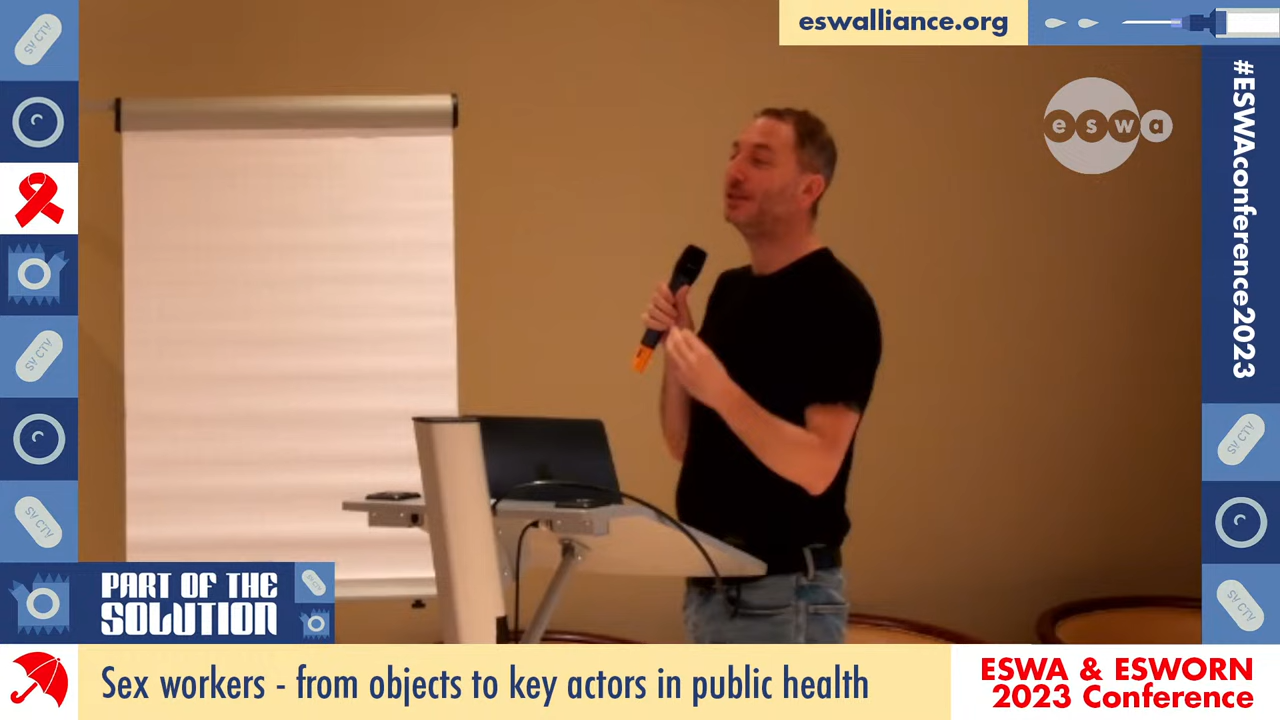 eswalliance.org
eswa
#ESWAconference2023
PART OF THE
SOLUTION
Sex workers - from objects to key actors in public health
ESWA & ESWORN
2023 Conference